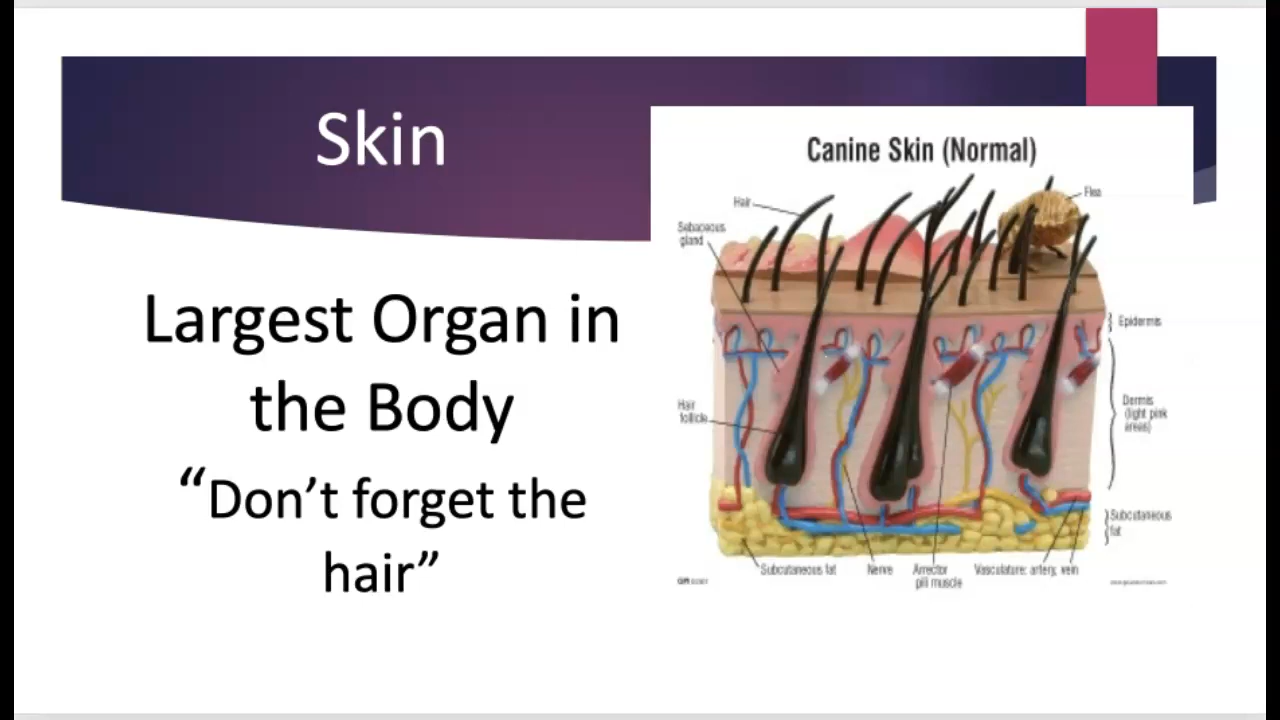 Skin
Largest Organ in
the Body
“Don’t forget the
hair”
Canine Skin (Normal)
Hair
Flea
Sebaceous
gland
Epidermis
Hair
follicle
Dermis
(light pink
areas)
Subcutaneous
fat
Subcutaneous fat
Nerve
Arrector
pili muscle
Vasculature: artery, vein